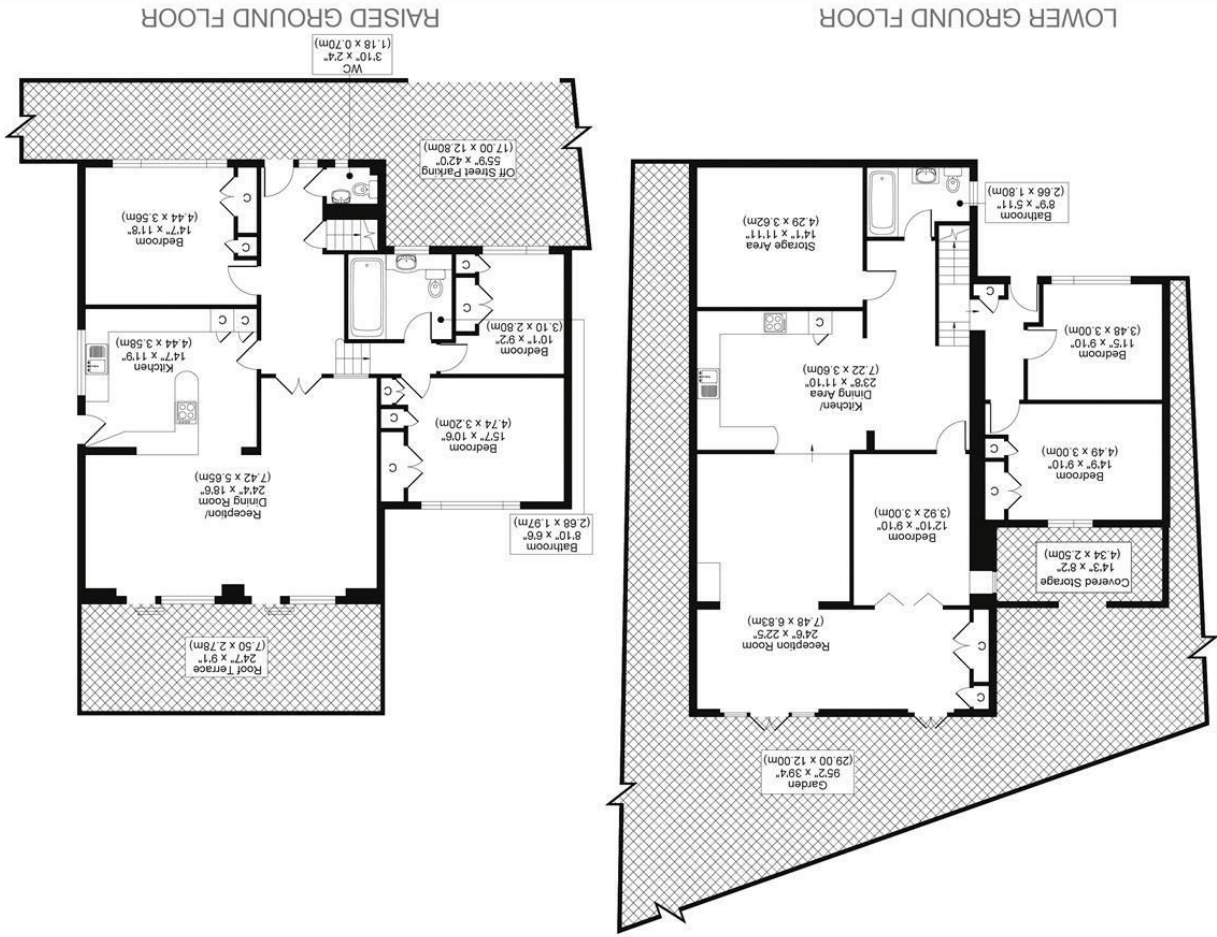 LOWER GROUND FLOOR
Garden
95'2" x 39'4"
(29.00 x 12.00m)
Reception Room
24'6" x 22'5"
(7.48 x 6.83m)
Covered Storage
14'3" x 8'2"
(4.34 x 2.50m)
Bedroom
12'10" x 9'10"
(3.92 x 3.00m)
Bedroom
14'9" x 9'10"
(4.49 x 3.00m)
Kitchen/
Dining Area
23'8" x 11'10"
(7.22 x 3.60m)
Bedroom
11'5" x 9'10"
(3.48 x 3.00m)
Storage Area
14'1" x 11'11"
(4.29 x 3.62m)
Bathroom
8'9" x 5'11"
(2.66 x 1.80m)
C
C
C
C
C
C
RAISED GROUND FLOOR
Roof Terrace
24'7" x 9'1"
(7.50 x 2.78m)
Reception/
Dining Room
24'4" x 18'6"
(7.42 x 5.65m)
Bathroom
8'10" x 6'6"
(2.68 x 1.97m)
Bedroom
15'7" x 10'6"
(4.74 x 3.20m)
Kitchen
14'7" x 11'9"
(4.44 x 3.58m)
Bedroom
10'1" x 9'2"
(3.10 x 2.80m)
Bedroom
14'7" x 11'8"
(4.44 x 3.56m)
Off Street Parking
55'9" x 42'0"
(17.00 x 12.80m)
WC
3'10" x 2'4"
(1.18 x 0.70m)
C
C
C
C
C
C
C
C
C